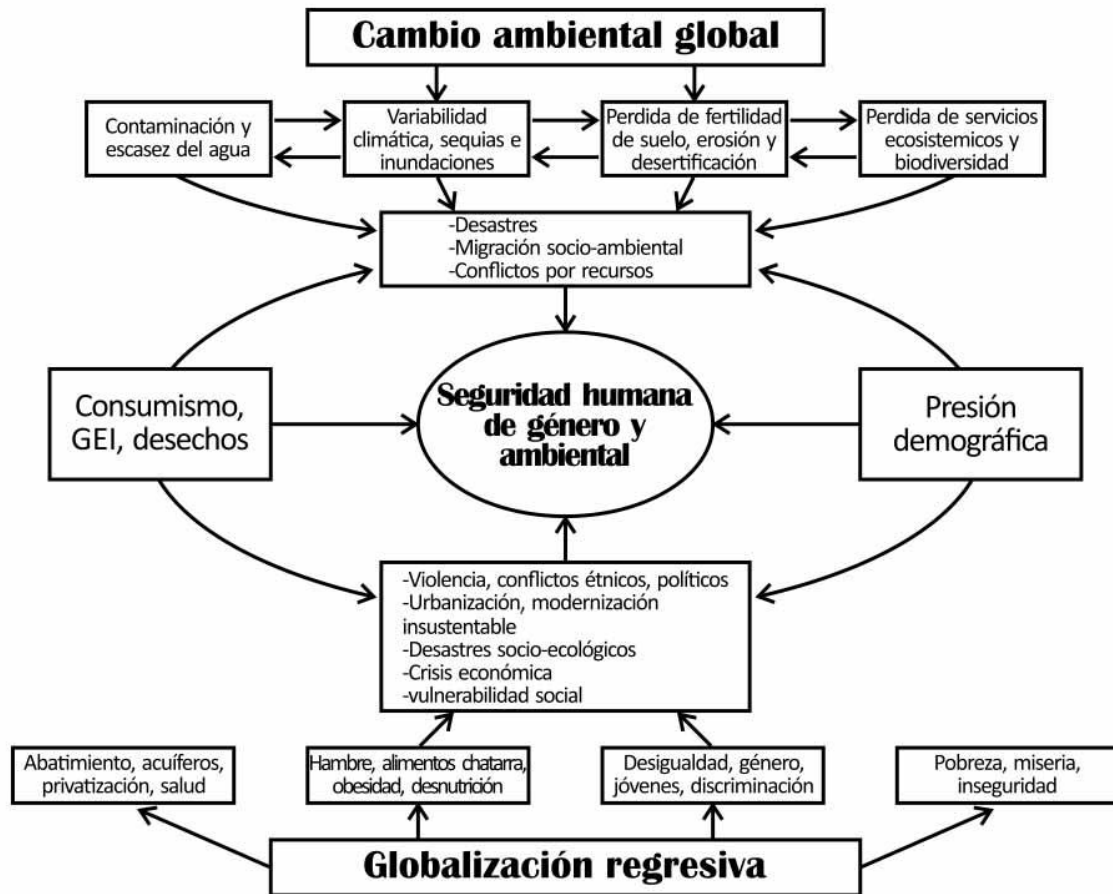 Cambio ambiental global
Contaminación y
escasez del agua
Variabilidad
climática, sequias e
inundaciones
Perdida de fertilidad
de suelo, erosión y
desertificación
Perdida de servicios
ecosistemicos y
biodiversidad
-Desastres
-Migración socio-ambiental
-Conflictos por recursos
Consumismo,
GEI, desechos
Seguridad humana
de género y
ambiental
Presión
demográfica
-Violencia, conflictos étnicos, políticos
-Urbanización, modernización
insustentable
-Desastres socio-ecológicos
-Crisis económica
-vulnerabilidad social
Abatimiento, acuíferos,
privatización, salud
Hambre, alimentos chatarra,
obesidad, desnutrición
Desigualdad, género,
jóvenes, discriminación
Pobreza, miseria,
inseguridad
Globalización regresiva